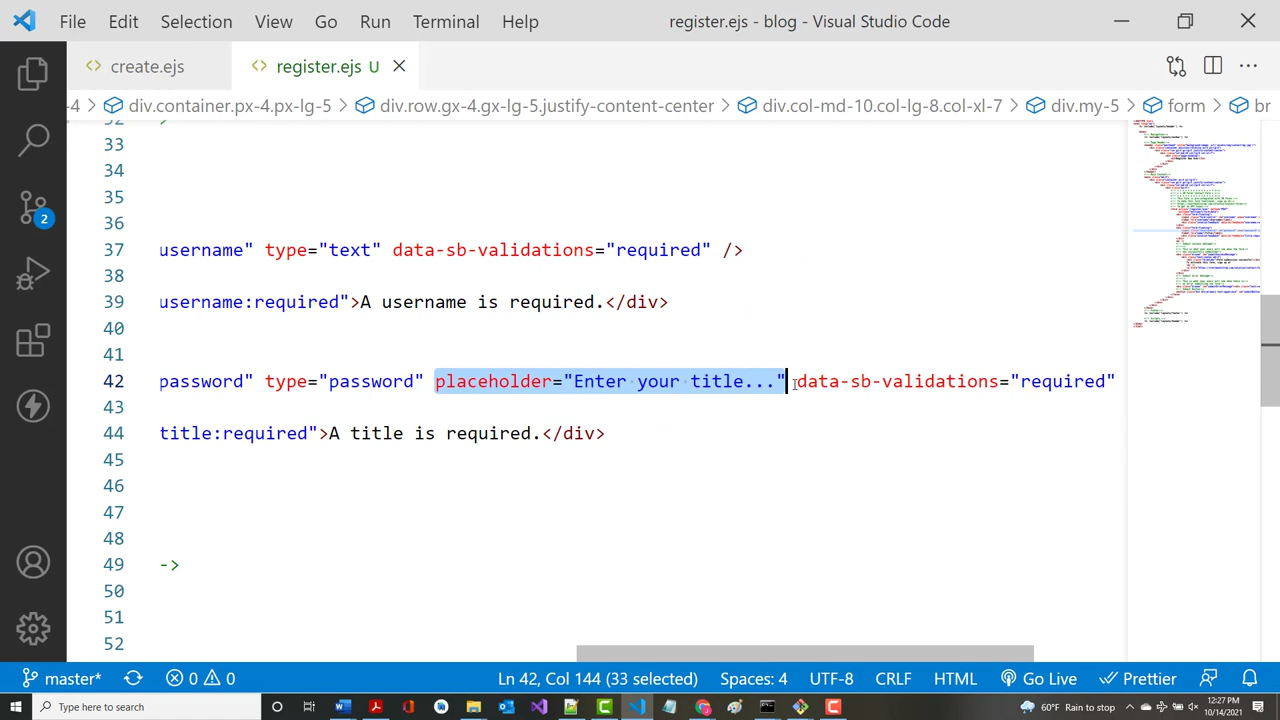 File Edit Selection View Go Run Terminal Help register.ejs - blog - Visual Studio Code
create.ejs register.ejs U
-4 div.container.px-4.px-lg-5 div.row.gx-4.gx-lg-5.justify-content-center div.col-md-10.col-lg-8.col-xl-7 div.my-5 form br
32
33
34
35
36
37 username" type="text" data-sb-validations="required" />
38
39 username:required">A username is required.</div>
40
41
42 password" type="password" placeholder="Enter your title..." data-sb-validations="required"
43
44 title:required">A title is required.</div>
45
46
47
48
49 ->
50
51
52
2
master* 0 0 Ln 42, Col 144 (33 selected) Spaces: 4 UTF-8 CRLF HTML Go Live Prettier
Type here to search 60°F Rain to stop 12:27 PM
10/14/2021